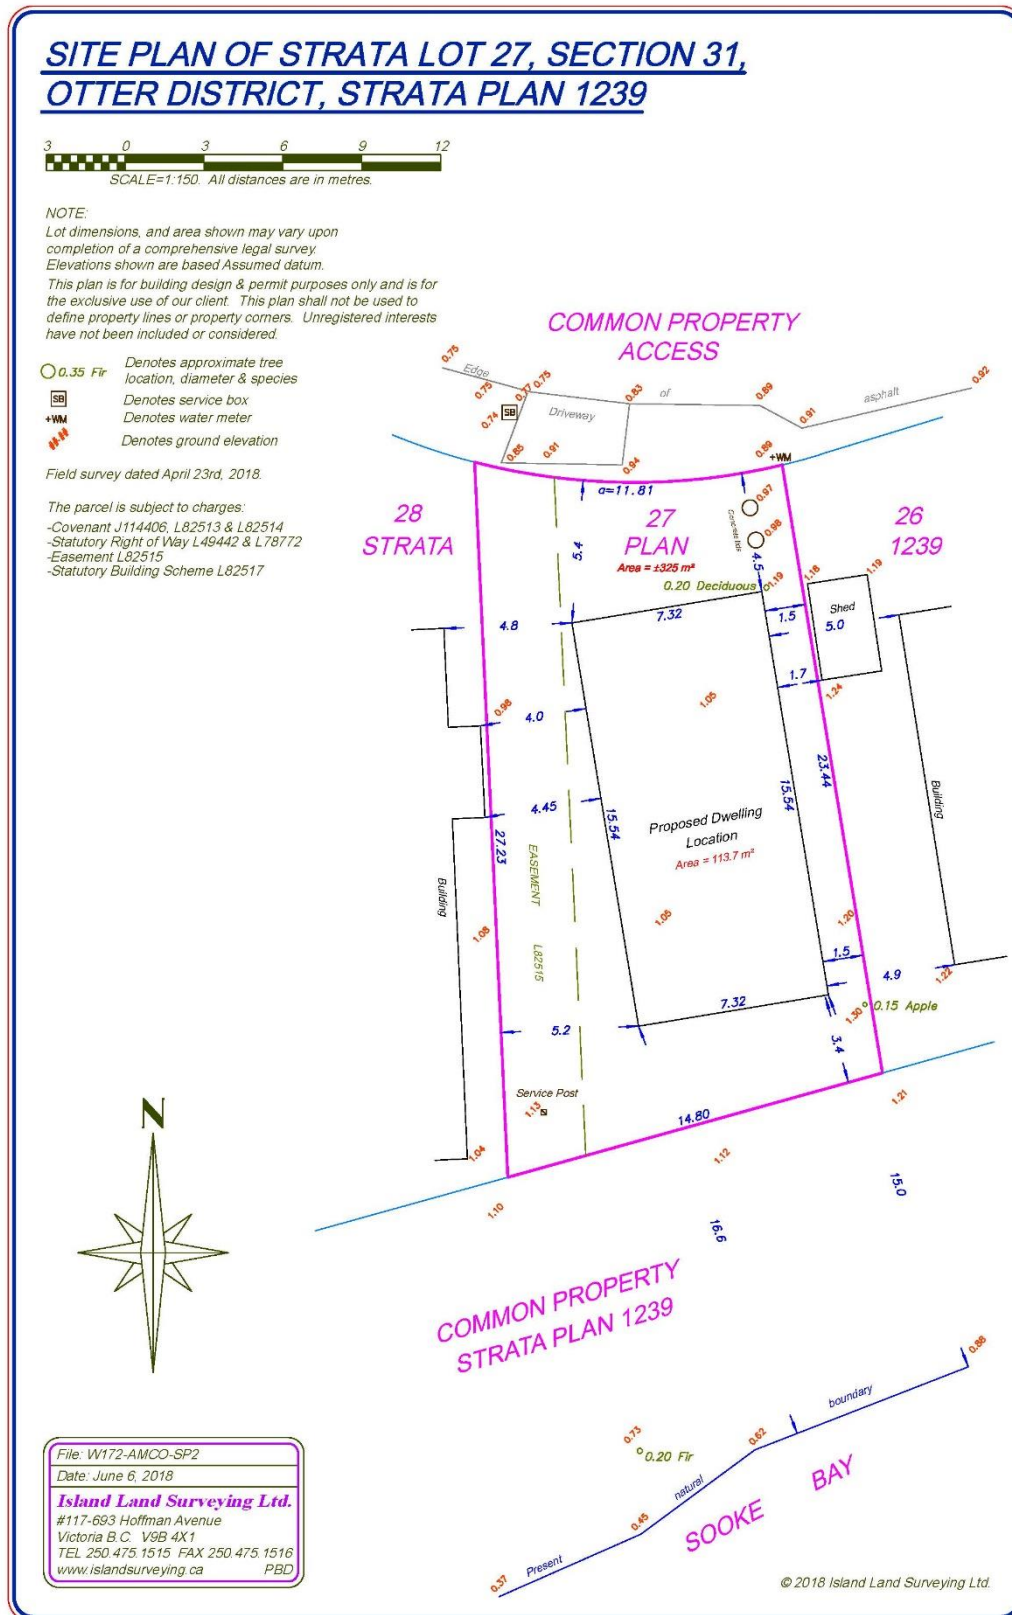 SITE PLAN OF STRATA LOT 27, SECTION 31,
OTTER DISTRICT, STRATA PLAN 1239
3 0 3 6 9 12
SCALE=1:150. All distances are in metres.
NOTE:
Lot dimensions, and area shown may vary upon
completion of a comprehensive legal survey.
Elevations shown are based Assumed datum.
This plan is for building design & permit purposes only and is for
the exclusive use of our client. This plan shall not be used to
define property lines or property corners. Unregistered interests
have not been included or considered.
0.35 Fir
Denotes approximate tree
location, diameter & species
SB
Denotes service box
+WM
Denotes water meter
Denotes ground elevation
Field survey dated April 23rd, 2018.
The parcel is subject to charges:
-Covenant J114406, L82513 & L82514
-Statutory Right of Way L49442 & L78772
-Easement L82515
-Statutory Building Scheme L82517
COMMON PROPERTY
ACCESS
0.75
Edge
0.75
0.77
0.75
0.83
of
0.89
0.91
asphalt
0.92
0.74
SB
Driveway
0.85
0.91
0.94
0.89
+WM
a=11.81
0.97
0.98
Concrete lids
28
STRATA
27
PLAN
Area = ±325 m²
26
1239
5.4
4.5
0.20 Deciduous
1.19
1.18
1.19
Shed
5.0
7.32
1.5
4.8
1.7
1.24
0.98
4.0
1.05
4.45
15.54
15.54
23.44
27.23
Building
Proposed Dwelling
Location
Area = 113.7 m²
EASEMENT L82515
Building
1.08
1.05
1.20
1.5
4.9
1.22
7.32
1.30
0.15 Apple
5.2
3.4
Service Post
1.13
14.80
1.21
1.04
1.12
1.10
15.0
16.6
N
COMMON PROPERTY
STRATA PLAN 1239
0.88
boundary
0.73
0.20 Fir
0.62
natural
0.45
Present
0.37
SOOKE BAY
File: W172-AMCO-SP2
Date: June 6, 2018
Island Land Surveying Ltd.
#117-693 Hoffman Avenue
Victoria B.C. V9B 4X1
TEL 250.475.1515 FAX 250.475.1516
www.islandsurveying.ca PBD
© 2018 Island Land Surveying Ltd.